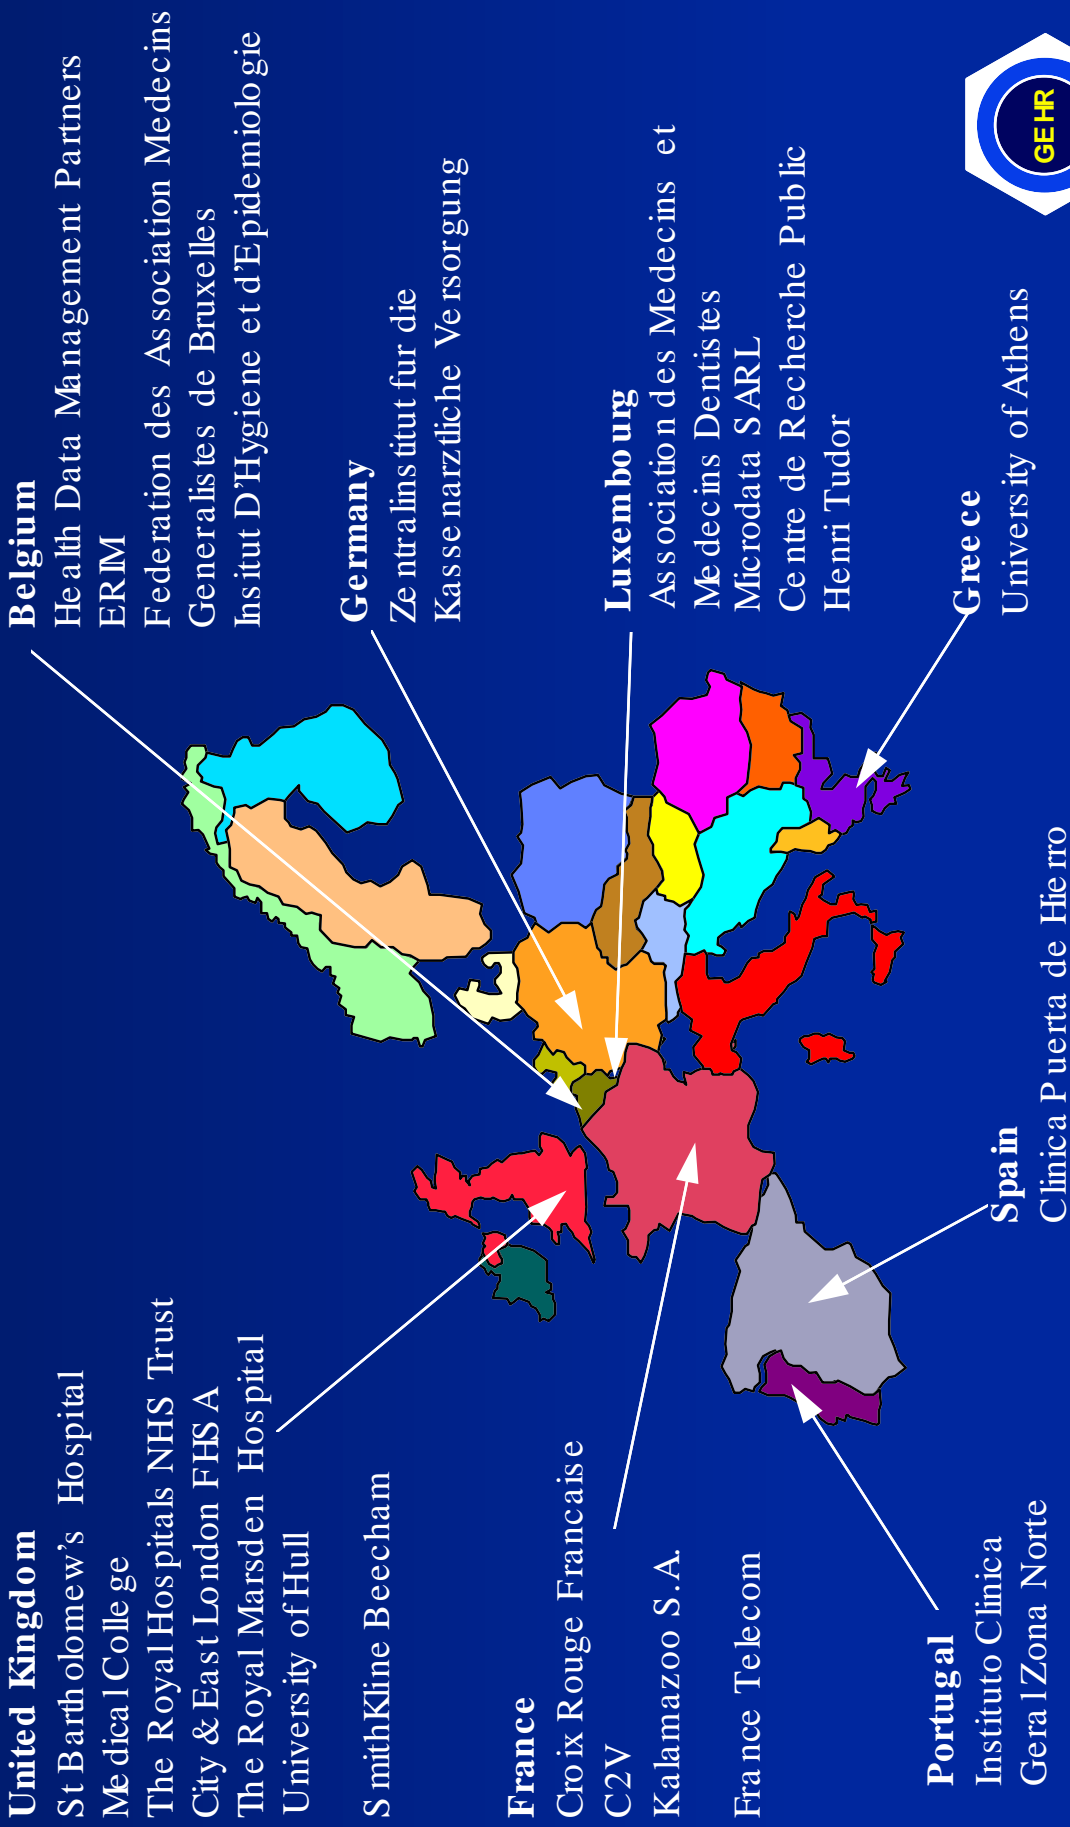 United Kingdom
St Bartholomew's Hospital
Medical College
The Royal Hospitals NHS Trust
City & East London FHSA
The Royal Marsden Hospital
University of Hull
SmithKline Beecham
France
Croix Rouge Francaise
C2V
Kalamazoo S.A.
France Telecom
Portugal
Instituto Clinica
Geral Zona Norte
Spain
Clinica Puerta de Hierro
Belgium
Health Data Management Partners
ERIM
Federation des Association Medecins
Generalistes de Bruxelles
Institut D'Hygiene et d'Epidemiologie
Germany
Zentralinstitut fur die
Kassenarztliche Versorgung
Luxembourg
Association des Medecins et
Medecins Dentistes
Microdata SARL
Centre de Recherche Public
Henri Tudor
Greece
University of Athens
GEHR